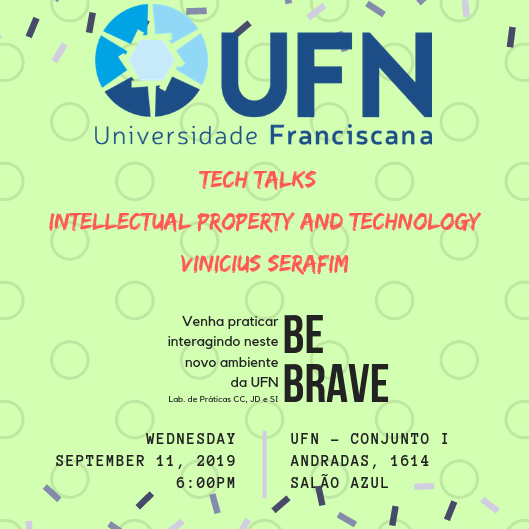 UFN
Universidade Franciscana
TECH TALKS
INTELLECTUAL PROPERTY AND TECHNOLOGY
VINICIUS SERAFIM
Venha praticar
interagindo neste
novo ambiente
da UFN
Lab. de Práticas CC, JD e SI
BE
BRAVE
WEDNESDAY
SEPTEMBER 11, 2019
6:00PM
UFN - CONJUNTO I
ANDRADAS, 1614
SALÃO AZUL